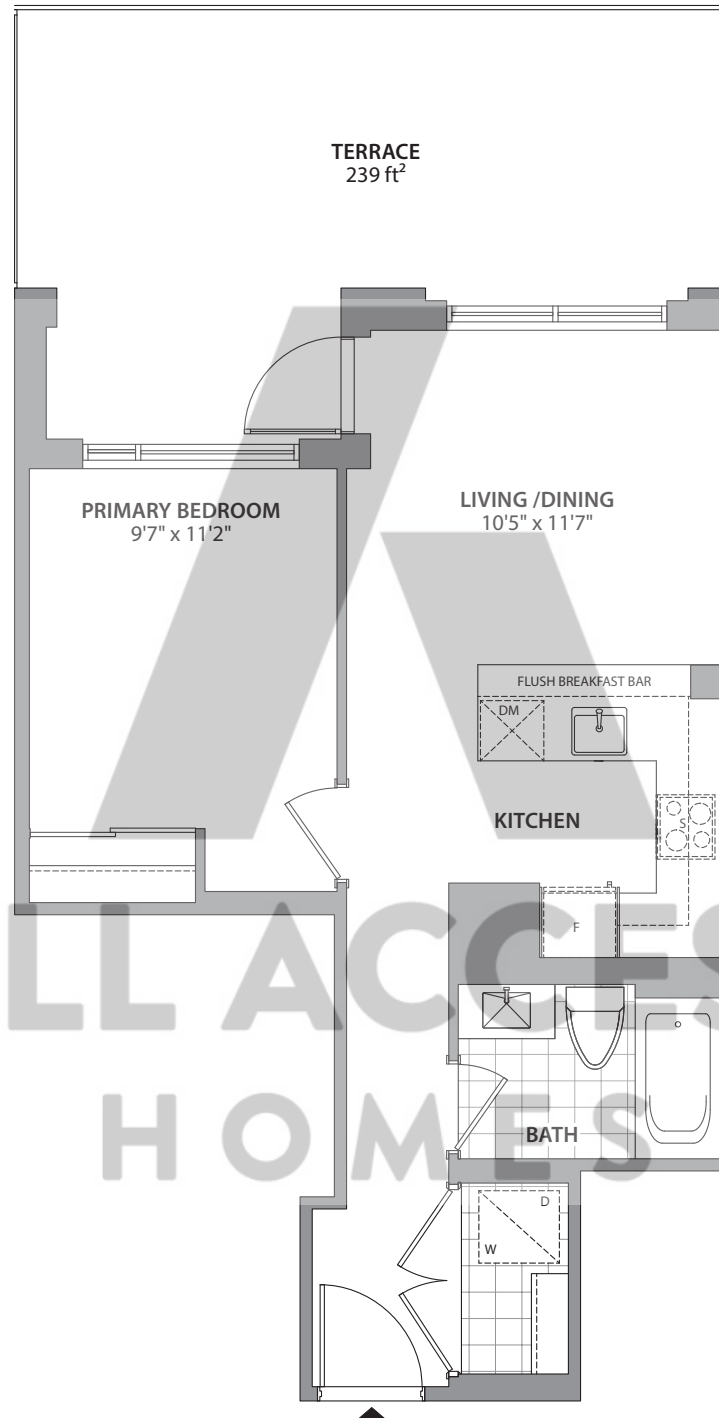 TERRACE
239 ft²
PRIMARY BEDROOM
9'7" x 11'2"
LIVING /DINING
10'5" x 11'7"
FLUSH BREAKFAST BAR
DM
KITCHEN
S
F
LL ACCES
HOMES
BATH
D
W